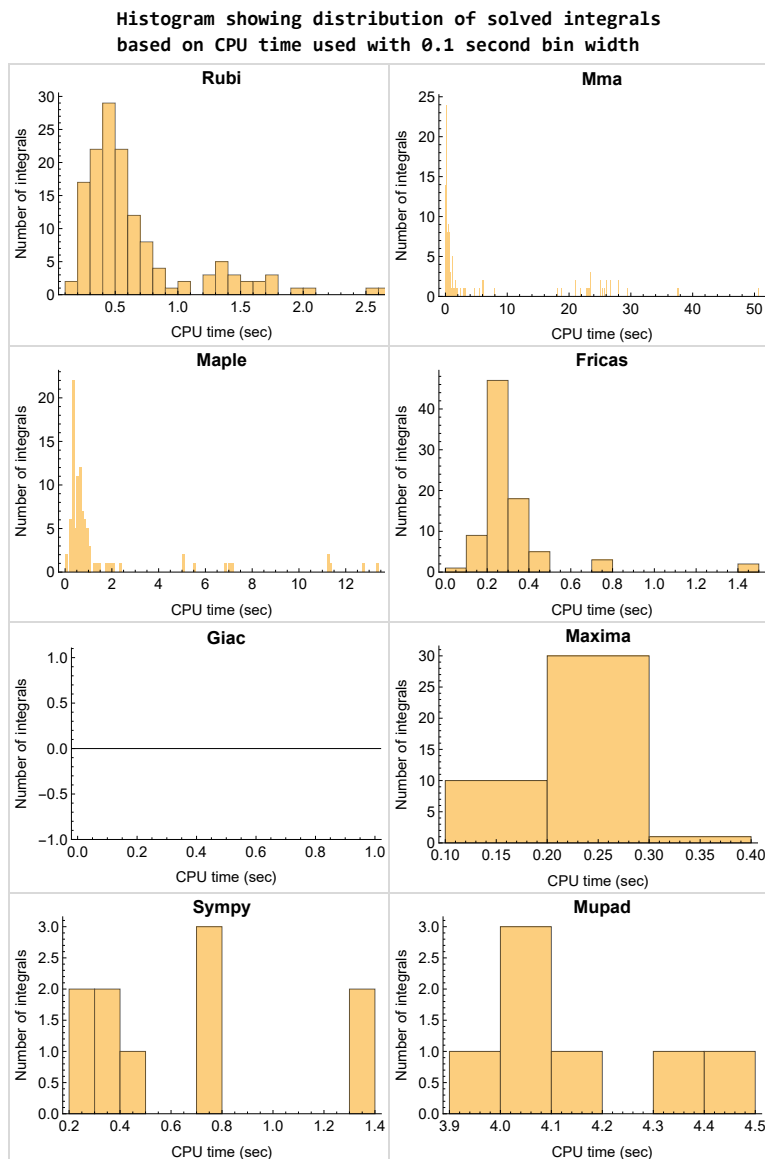 Histogram showing distribution of solved integrals
based on CPU time used with 0.1 second bin width
Rubi
Number of integrals
30
25
20
15
10
5
0
0.5 1.0 1.5 2.0 2.5
CPU time (sec)
Mma
Number of integrals
25
20
15
10
5
0
0 10 20 30 40 50
CPU time (sec)
Maple
Number of integrals
20
15
10
5
0
0 2 4 6 8 10 12
CPU time (sec)
Fricas
Number of integrals
40
30
20
10
0
0.0 0.2 0.4 0.6 0.8 1.0 1.2 1.4
CPU time (sec)
Giac
Number of integrals
1.0
0.5
0.0
−0.5
−1.0
0.0 0.2 0.4 0.6 0.8 1.0
CPU time (sec)
Maxima
Number of integrals
30
25
20
15
10
5
0
0.10 0.15 0.20 0.25 0.30 0.35 0.40
CPU time (sec)
Sympy
Number of integrals
3.0
2.5
2.0
1.5
1.0
0.5
0.0
0.2 0.4 0.6 0.8 1.0 1.2 1.4
CPU time (sec)
Mupad
Number of integrals
3.0
2.5
2.0
1.5
1.0
0.5
0.0
3.9 4.0 4.1 4.2 4.3 4.4 4.5
CPU time (sec)